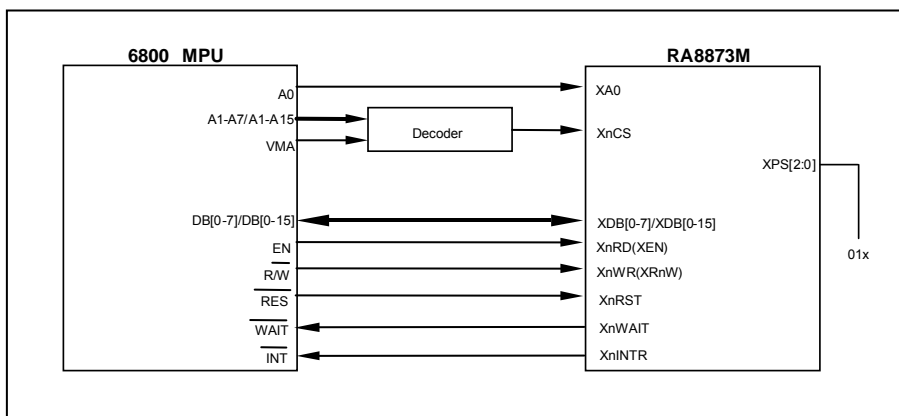 6800 MPU
RA8873M
A0
XA0
A1-A7/A1-A15
VMA
Decoder
XnCS
XPS[2:0]
DB[0-7]/DB[0-15]
XDB[0-7]/XDB[0-15]
EN
XnRD(XEN)
01x
R/W
XnWR(XRnW)
RES
XnRST
WAIT
XnWAIT
INT
XnINTR